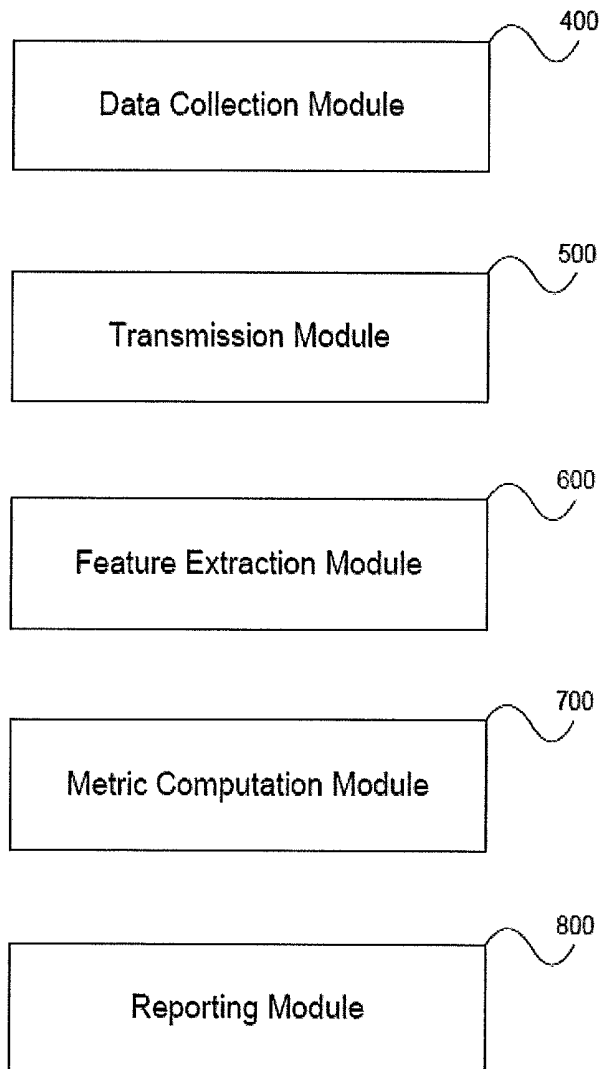 400
Data Collection Module
500
Transmission Module
600
Feature Extraction Module
700
Metric Computation Module
800
Reporting Module